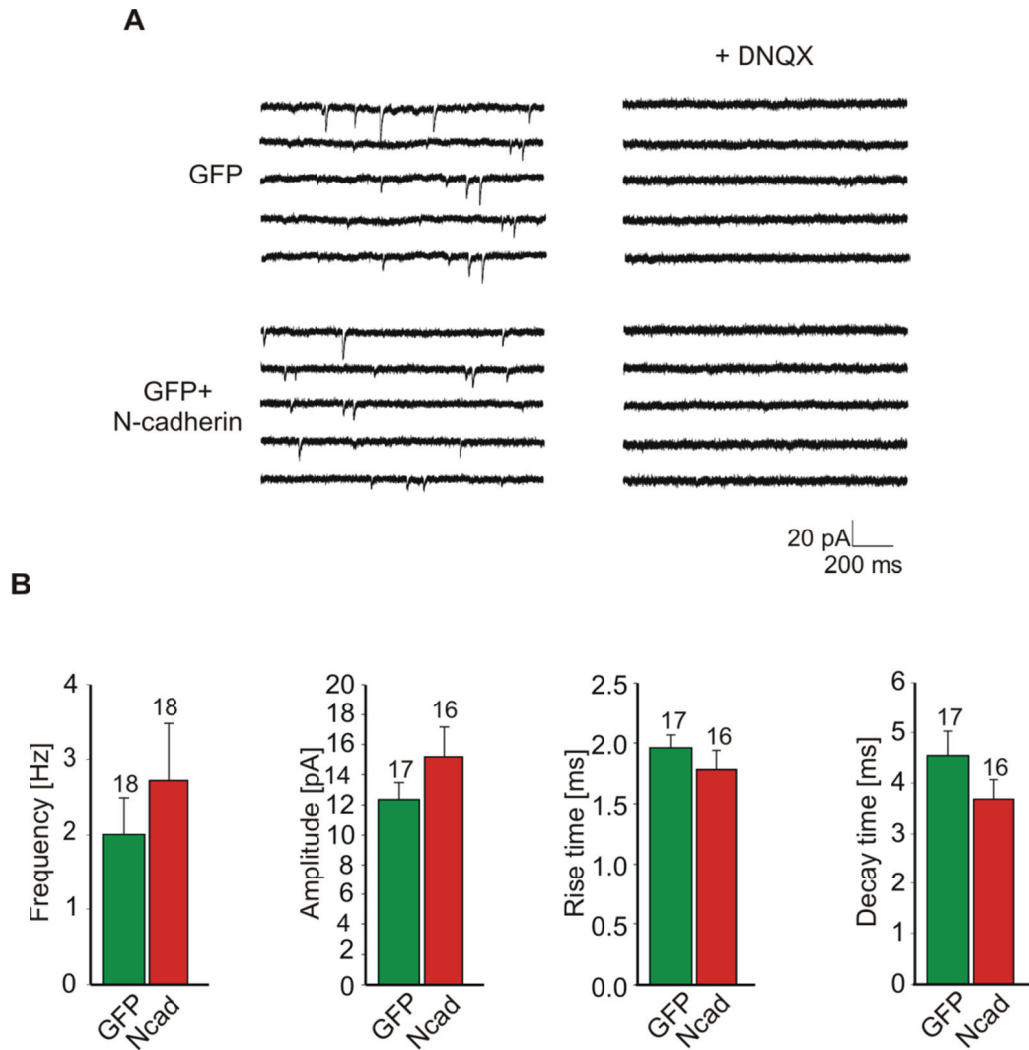 A
+ DNQX
GFP
GFP+
N-cadherin
20 pA
200 ms
B
Frequency [Hz]
4
3
2
1
0
18
18
GFP
Ncad
Amplitude [pA]
20
18
16
14
12
10
8
6
4
2
0
17
16
GFP
Ncad
Rise time [ms]
2.5
2.0
1.5
1.0
0.5
0.0
17
16
GFP
Ncad
Decay time [ms]
6
5
4
3
2
1
0
17
16
GFP
Ncad